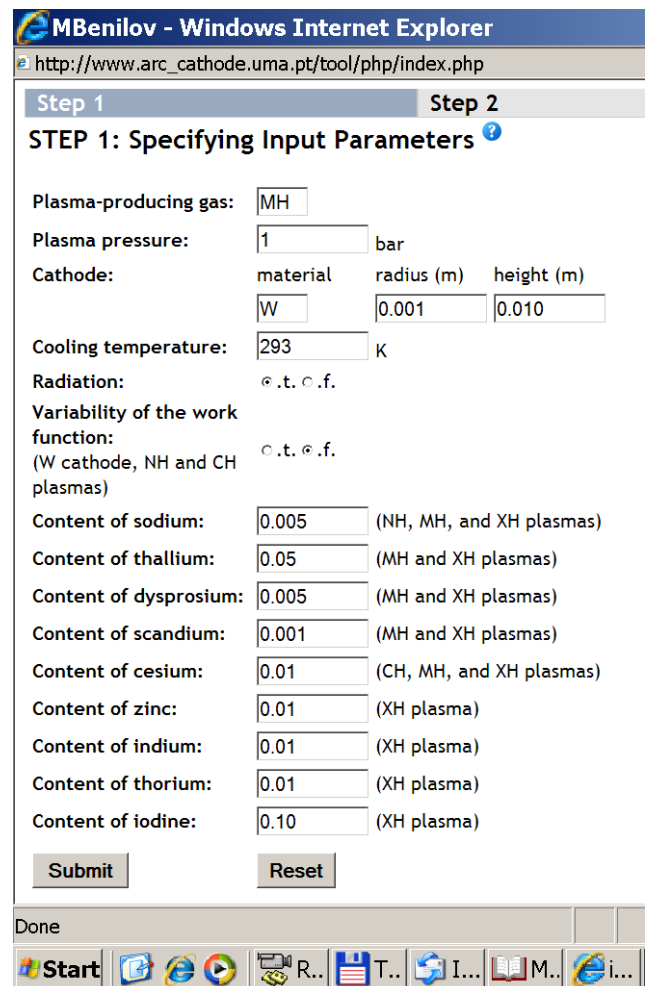 MBenilov - Windows Internet Explorer
http://www.arc_cathode.uma.pt/tool/php/index.php
Step 1 Step 2
STEP 1: Specifying Input Parameters ?
Plasma-producing gas: MH
Plasma pressure: 1 bar
Cathode: material radius (m) height (m)
W 0.001 0.010
Cooling temperature: 293 K
Radiation: .t. .f.
Variability of the work
function:
(W cathode, NH and CH
plasmas) .t. .f.
Content of sodium: 0.005 (NH, MH, and XH plasmas)
Content of thallium: 0.05 (MH and XH plasmas)
Content of dysprosium: 0.005 (MH and XH plasmas)
Content of scandium: 0.001 (MH and XH plasmas)
Content of cesium: 0.01 (CH, MH, and XH plasmas)
Content of zinc: 0.01 (XH plasma)
Content of indium: 0.01 (XH plasma)
Content of thorium: 0.01 (XH plasma)
Content of iodine: 0.10 (XH plasma)
Submit Reset
Done
Start R.. T.. I... M.. i...